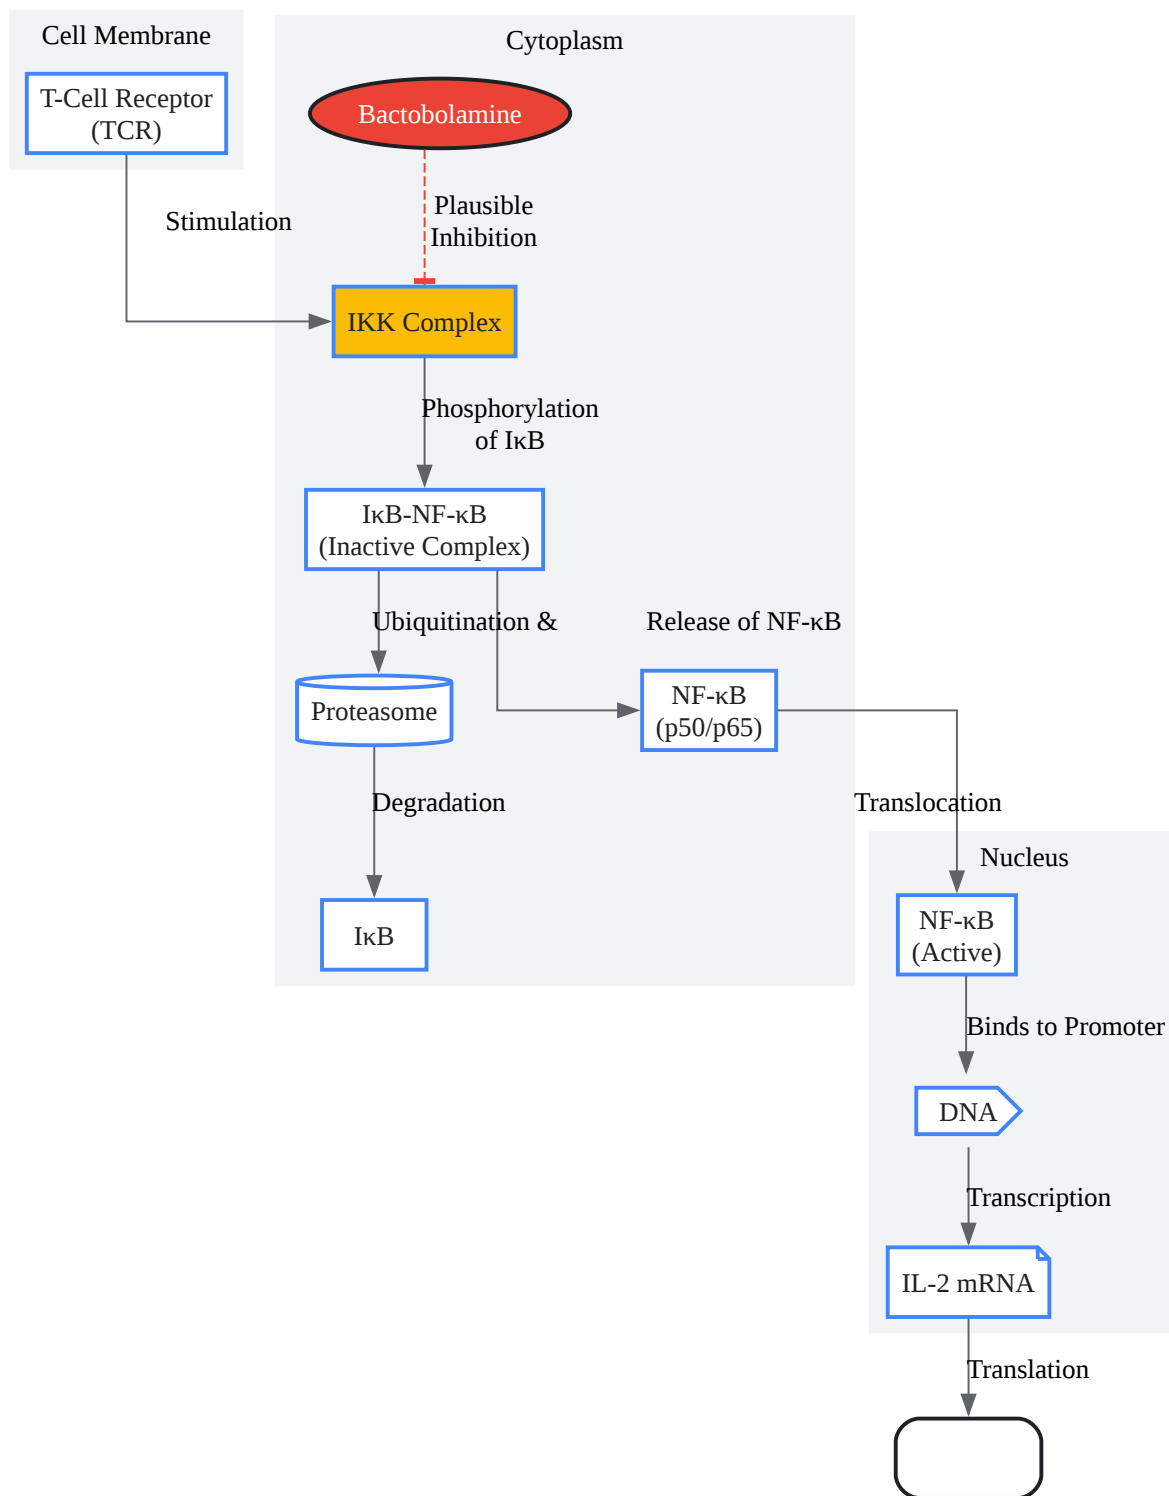 Cell Membrane
T-Cell Receptor
(TCR)
Cytoplasm
Bactobolamine
Stimulation
Plausible
Inhibition
IKK Complex
Phosphorylation
of IκB
IκB-NF-κB
(Inactive Complex)
Ubiquitination &
Release of NF-κB
Proteasome
NF-κB
(p50/p65)
Degradation
Translocation
IκB
Nucleus
NF-κB
(Active)
Binds to Promoter
DNA
Transcription
IL-2 mRNA
Translation